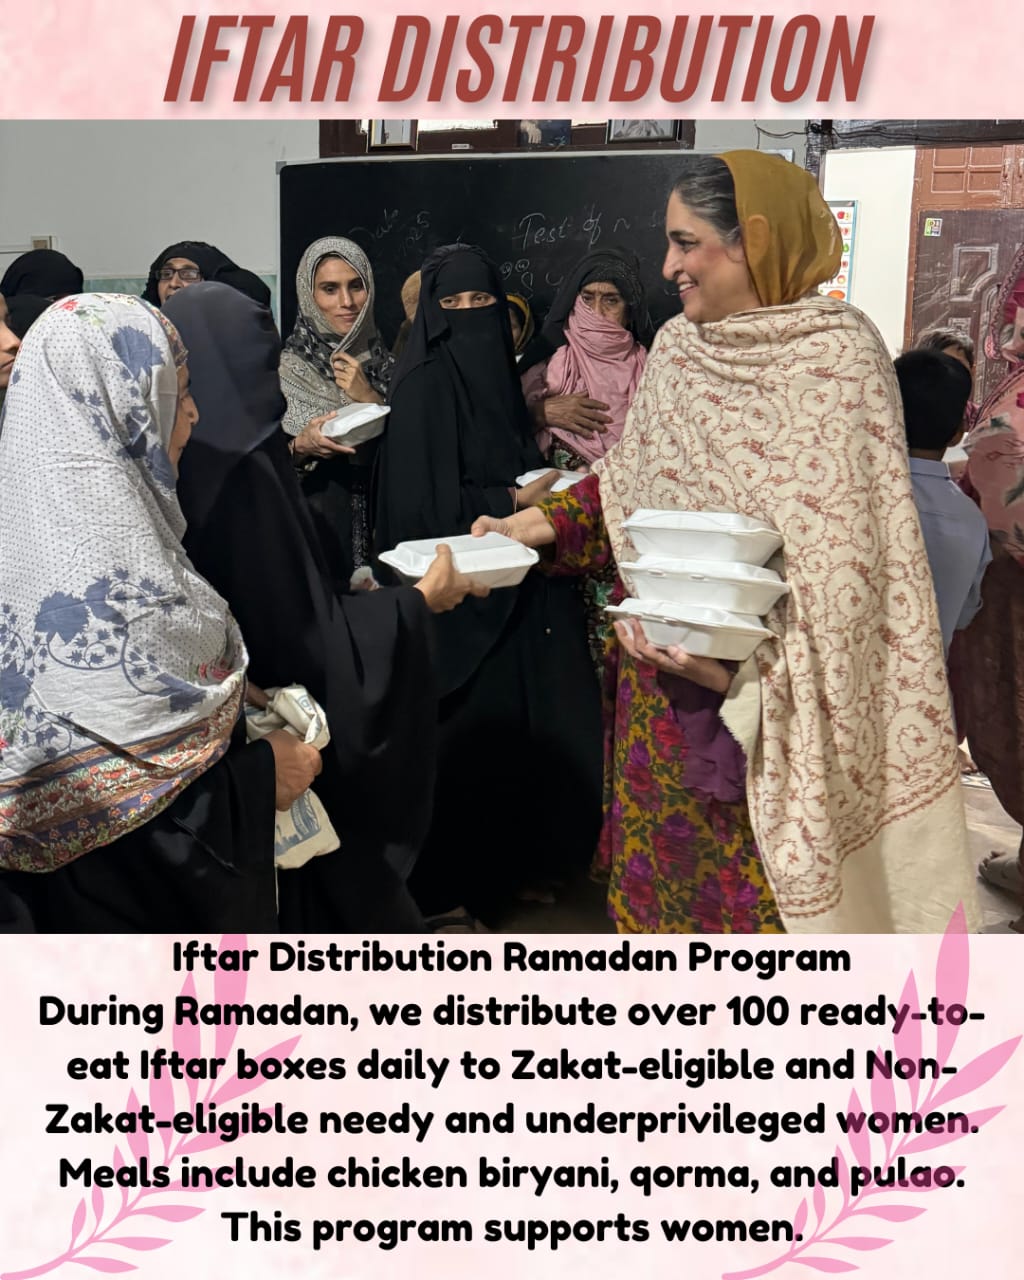 IFTAR DISTRIBUTION
Test of
Iftar Distribution Ramadan Program
During Ramadan, we distribute over 100 ready-to-
eat Iftar boxes daily to Zakat-eligible and Non-
Zakat-eligible needy and underprivileged women.
Meals include chicken biryani, qorma, and pulao.
This program supports women.